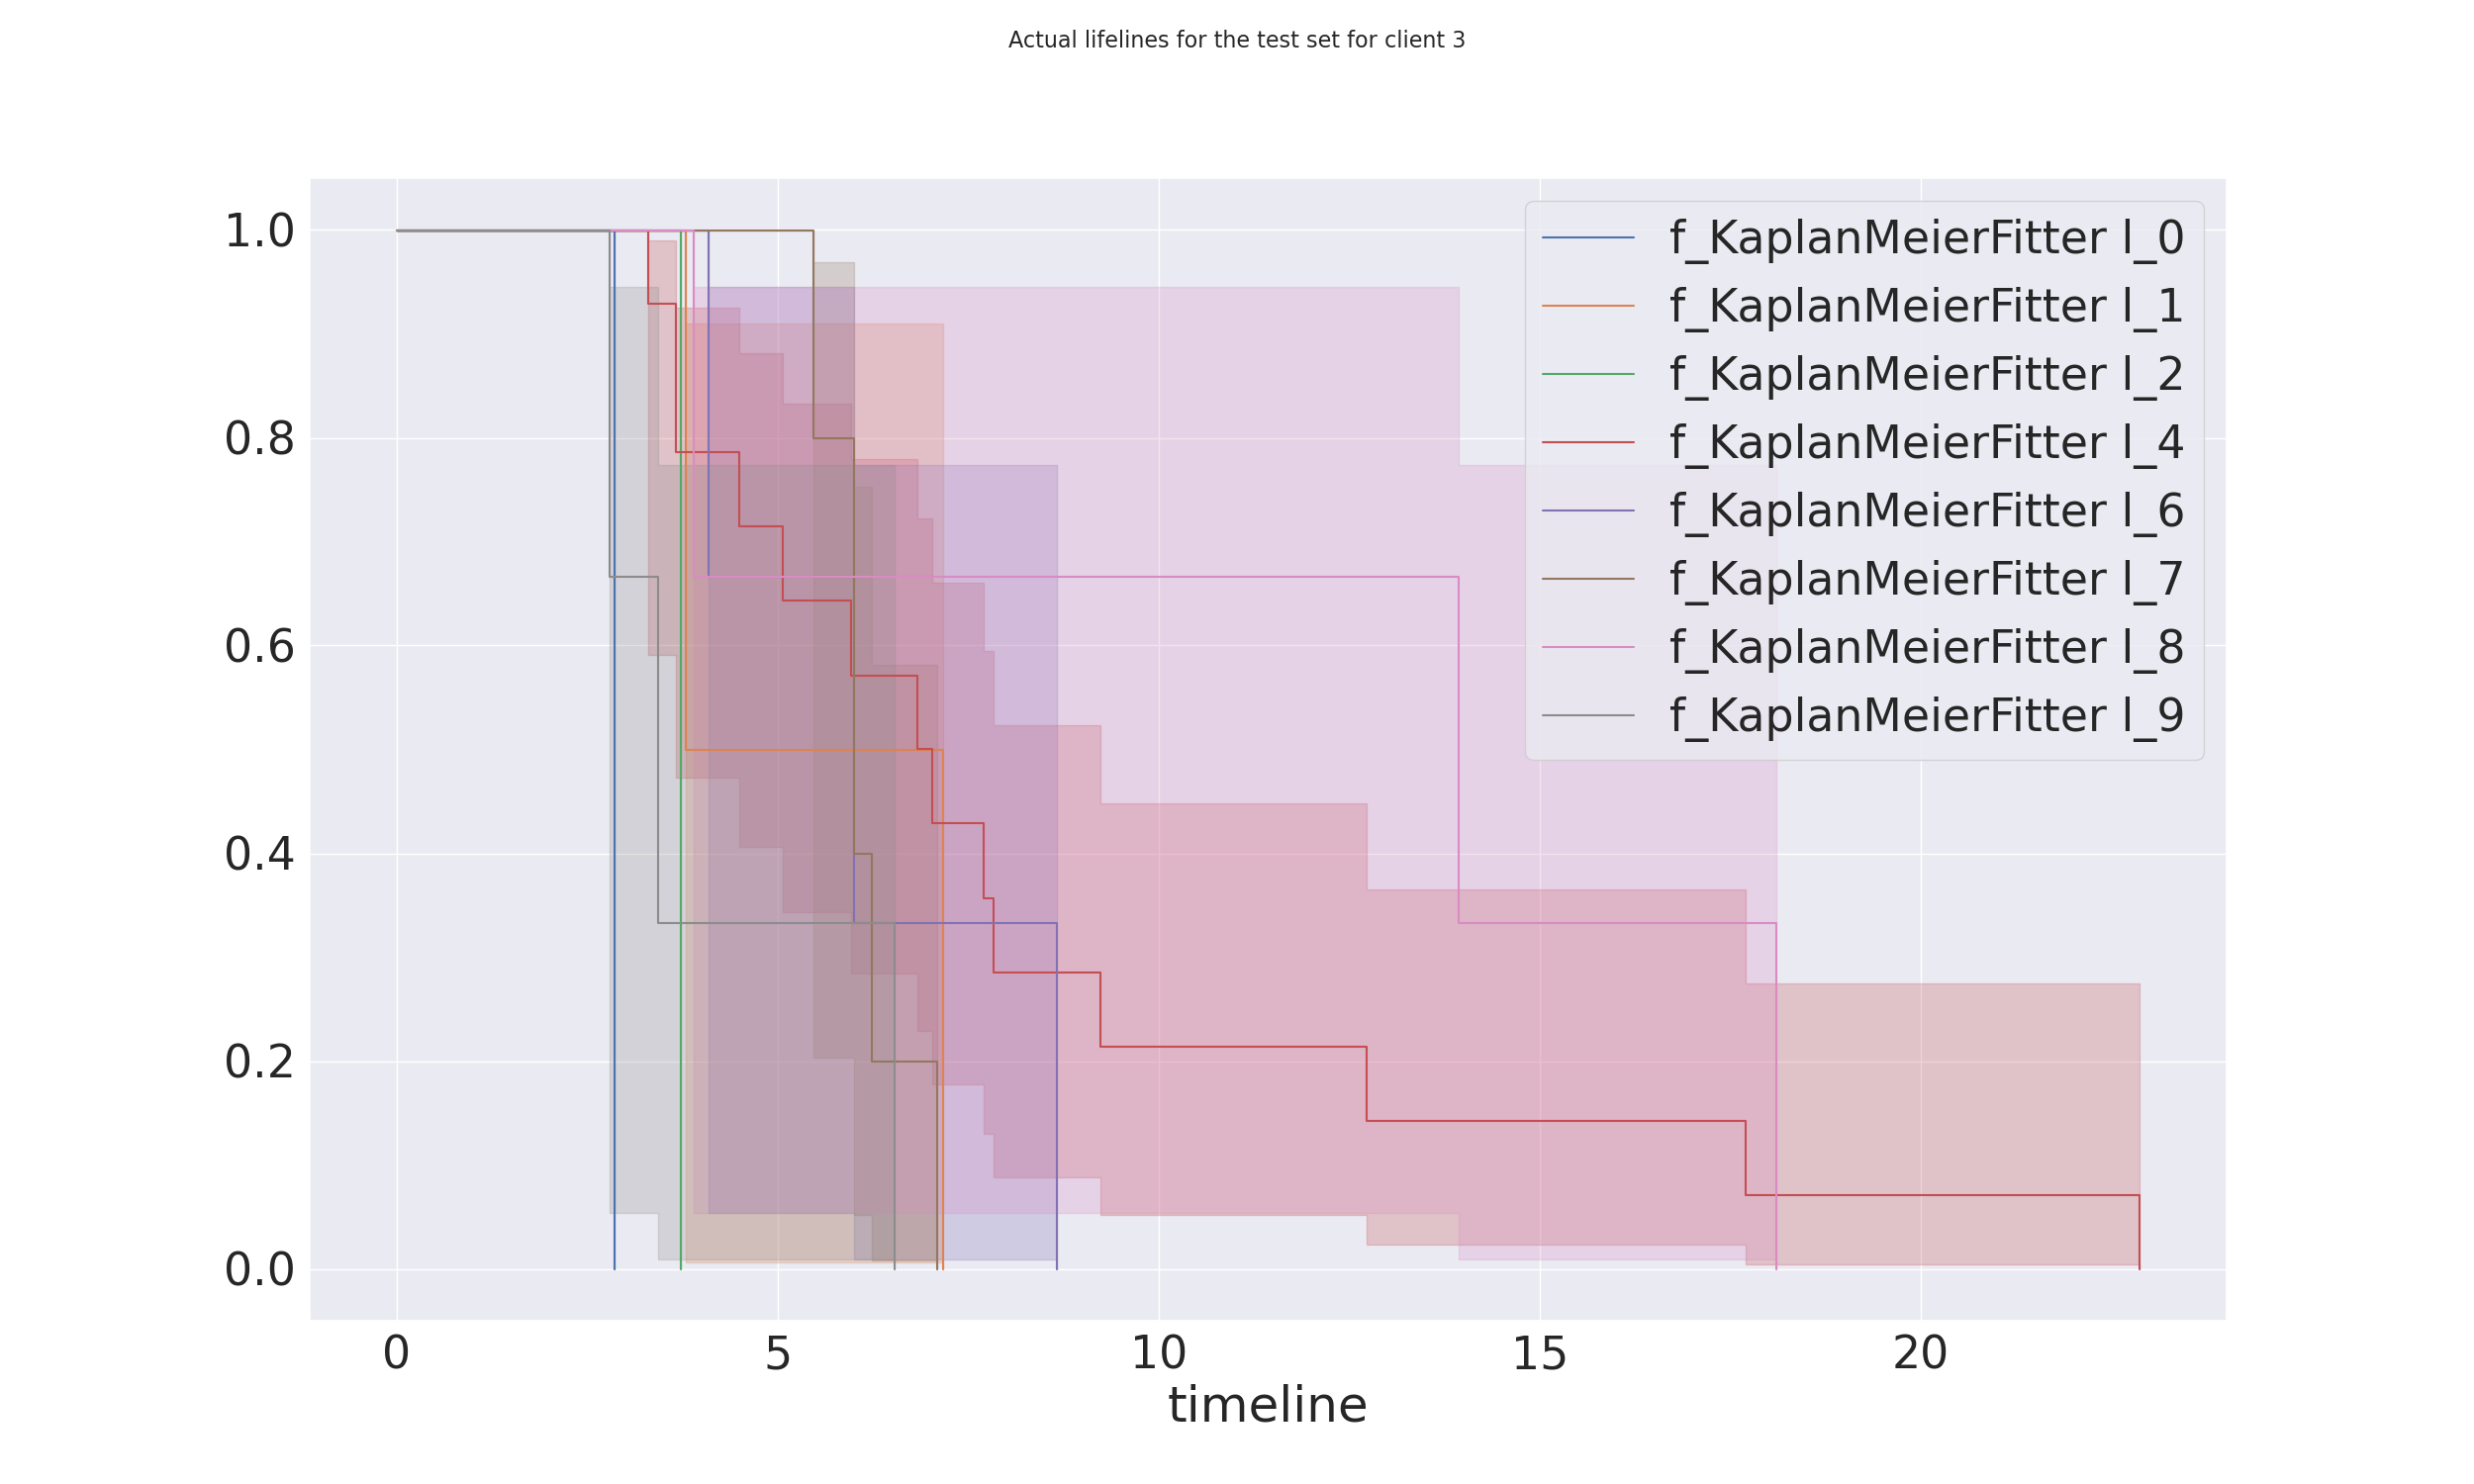 Actual lifelines for the test set for client 3
1.0
0.8
0.6
0.4
0.2
0.0
f_KaplanMeierFitter l_0
f_KaplanMeierFitter l_1
f_KaplanMeierFitter l_2
f_KaplanMeierFitter l_4
f_KaplanMeierFitter l_6
f_KaplanMeierFitter l_7
f_KaplanMeierFitter l_8
f_KaplanMeierFitter l_9
0 5 10 15 20
timeline